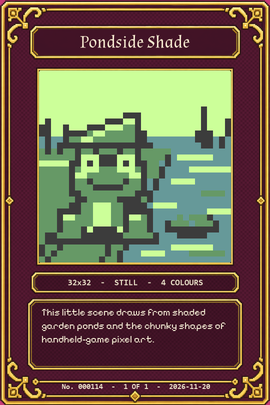 Pondside Shade
32x32 - STILL - 4 COLOURS
This little scene draws from shaded
garden ponds and the chunky shapes of
handheld-game pixel art.
No. 000114 - 1 OF 1 - 2026-11-20